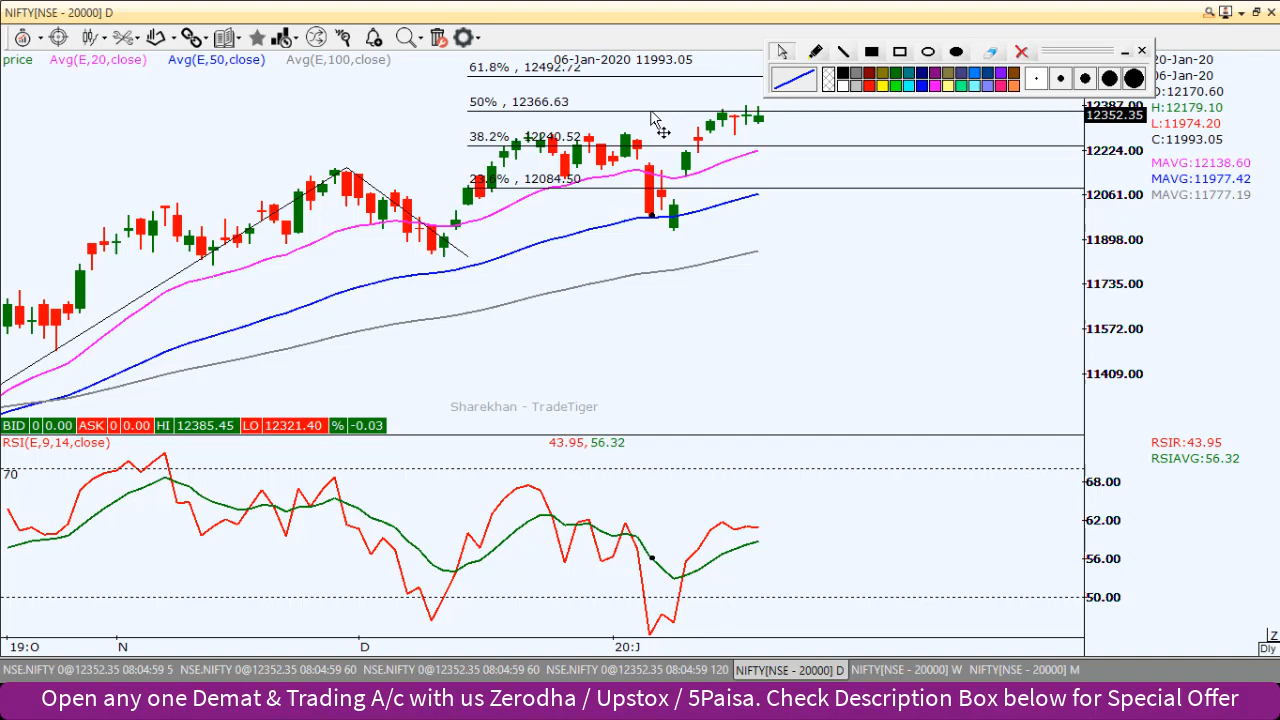 NIFTY[NSE - 20000] D
price Avg(E,20,close) Avg(E,50,close) Avg(E,100,close)
06-Jan-2020 11993.05
61.8% , 12492.72
50% , 12366.63
38.2% , 12240.52
23.6% , 12084.50
20-Jan-20
06-Jan-20
O:12170.60
H:12179.10
L:11974.20
C:11993.05
MAVG:12138.60
MAVG:11977.42
MAVG:11777.19
12387.00
12352.35
12224.00
12061.00
11898.00
11735.00
11572.00
11409.00
Sharekhan - TradeTiger
BID 0 0.00 ASK 0 0.00 HI 12385.45 LO 12321.40 % -0.03
RSI(E,9,14,close) 43.95, 56.32
RSIR:43.95
RSIAVG:56.32
70
68.00
62.00
56.00
50.00
19:O N D 20:J
Z
Dly
NSE.NIFTY 0@12352.35 08:04:59 5 NSE.NIFTY 0@12352.35 08:04:59 60 NSE.NIFTY 0@12352.35 08:04:59 60 NSE.NIFTY 0@12352.35 08:04:59 120 NIFTY[NSE - 20000] D NIFTY[NSE - 20000] W NIFTY[NSE - 20000] M
Open any one Demat & Trading A/c with us Zerodha / Upstox / 5Paisa. Check Description Box below for Special Offer